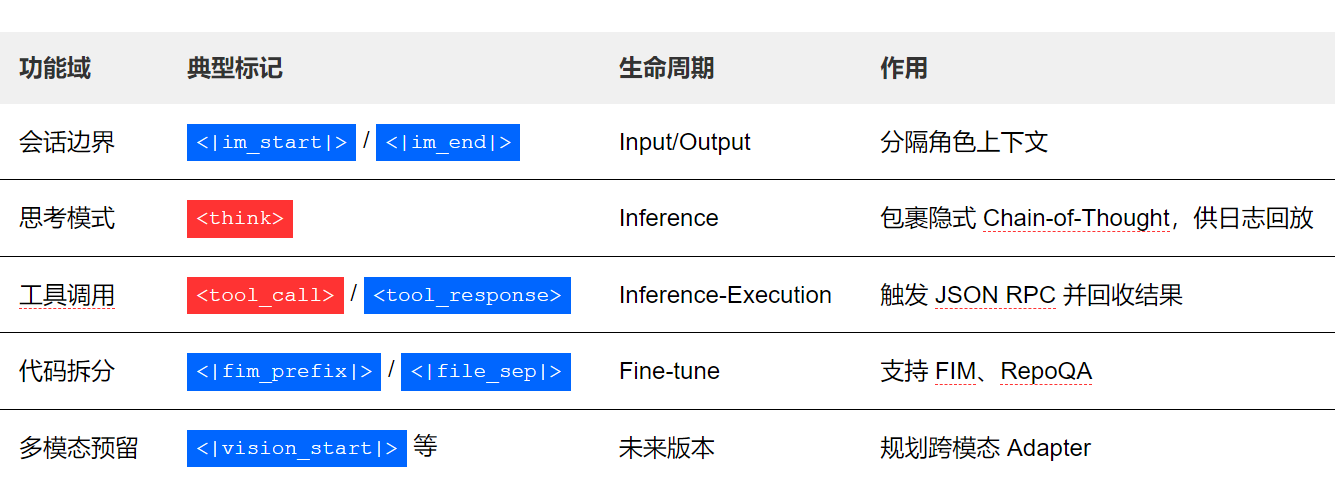 功能域 典型标记 生命周期 作用
会话边界 <|im_start|> / <|im_end|> Input/Output 分隔角色上下文
思考模式 <think> Inference 包裹隐式 Chain-of-Thought，供日志回放
工具调用 <tool_call> / <tool_response> Inference-Execution 触发 JSON RPC 并回收结果
代码拆分 <|fim_prefix|> / <|file_sep|> Fine-tune 支持 FIM、RepoQA
多模态预留 <|vision_start|> 等 未来版本 规划跨模态 Adapter